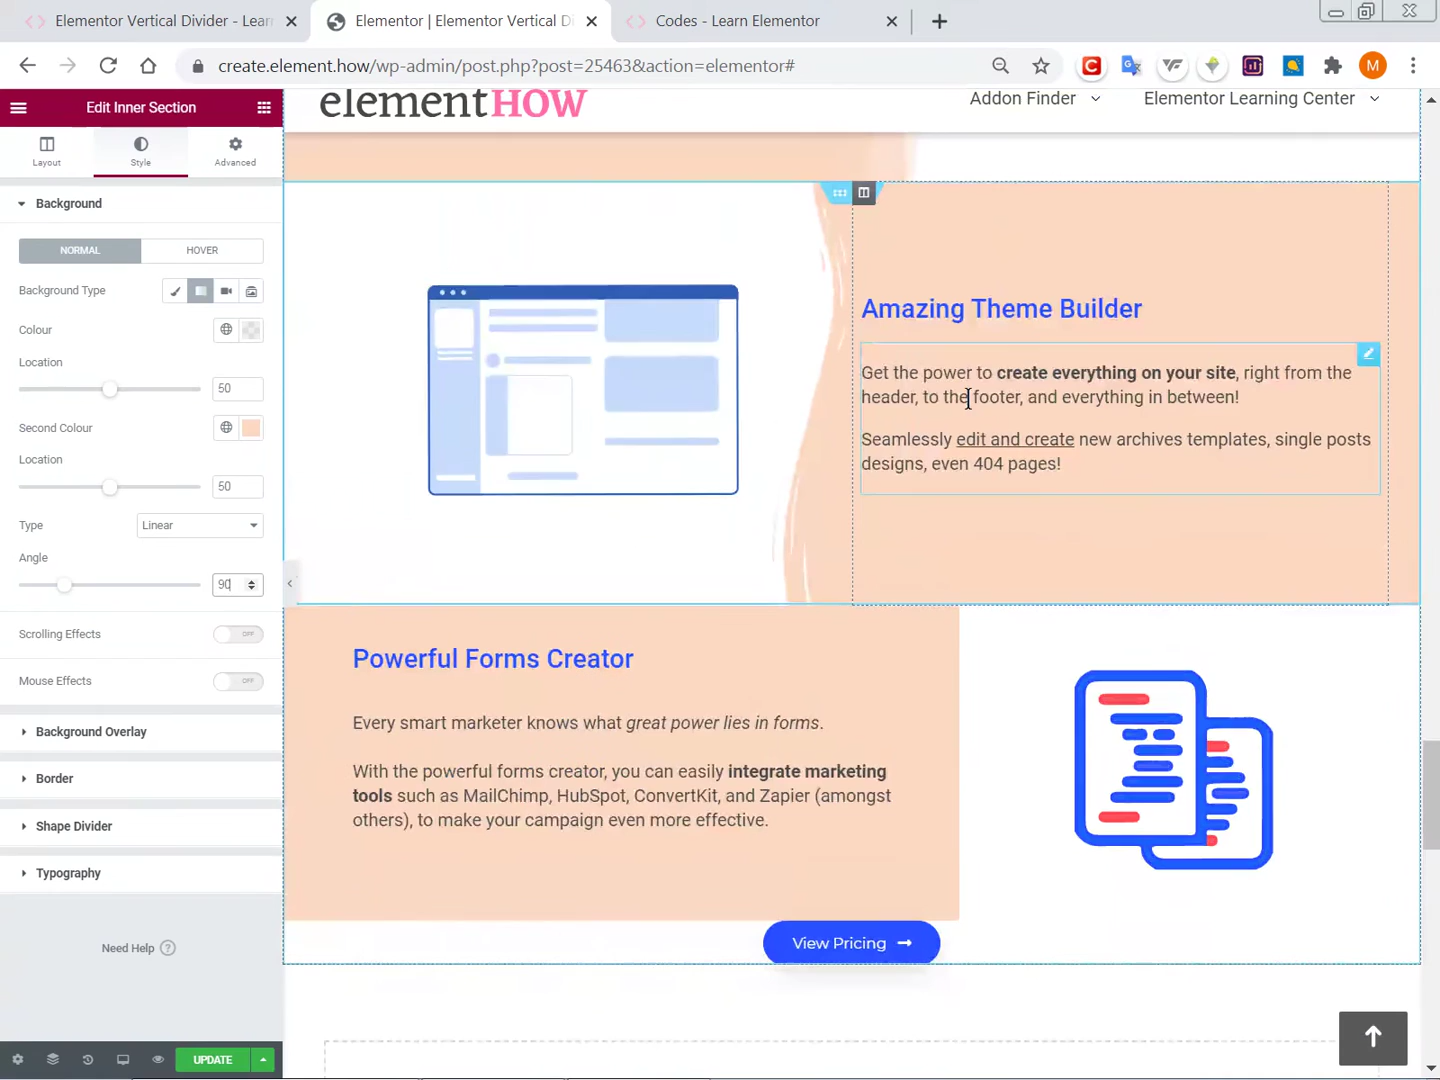 Elementor Vertical Divider - Learn
Elementor | Elementor Vertical D
Codes - Learn Elementor
create.element.how/wp-admin/post.php?post=25463&action=elementor#
M
Edit Inner Section
Layout
Style
Advanced
Background
NORMAL
HOVER
Background Type
Colour
Location
50
Second Colour
Location
50
Type
Linear
Angle
90
Scrolling Effects
OFF
Mouse Effects
OFF
Background Overlay
Border
Shape Divider
Typography
Need Help ?
UPDATE
elementHOW
Addon Finder
Elementor Learning Center
Amazing Theme Builder
Get the power to create everything on your site, right from the
header, to the footer, and everything in between!
Seamlessly edit and create new archives templates, single posts
designs, even 404 pages!
Powerful Forms Creator
Every smart marketer knows what great power lies in forms.
With the powerful forms creator, you can easily integrate marketing
tools such as MailChimp, HubSpot, ConvertKit, and Zapier (amongst
others), to make your campaign even more effective.
View Pricing